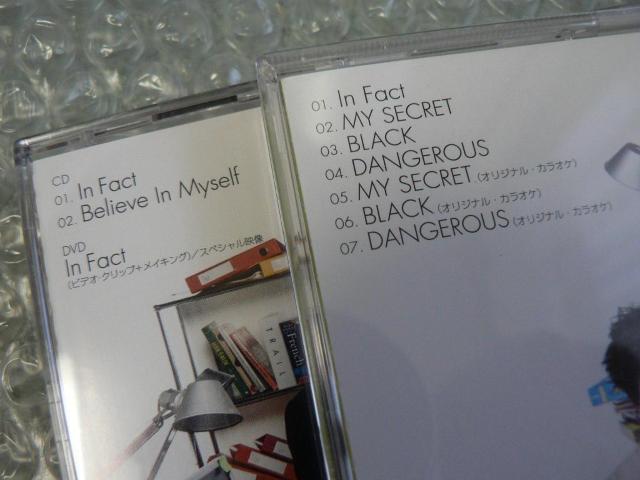 CD
01. In Fact
02. Believe In Myself
DVD
In Fact
(ビデオ・クリップ+メイキング)/スペシャル映像
TRAIL
French
01. In Fact
02. MY SECRET
03. BLACK
04. DANGEROUS
05. MY SECRET (オリジナル・カラオケ)
06. BLACK (オリジナル・カラオケ)
07. DANGEROUS (オリジナル・カラオケ)